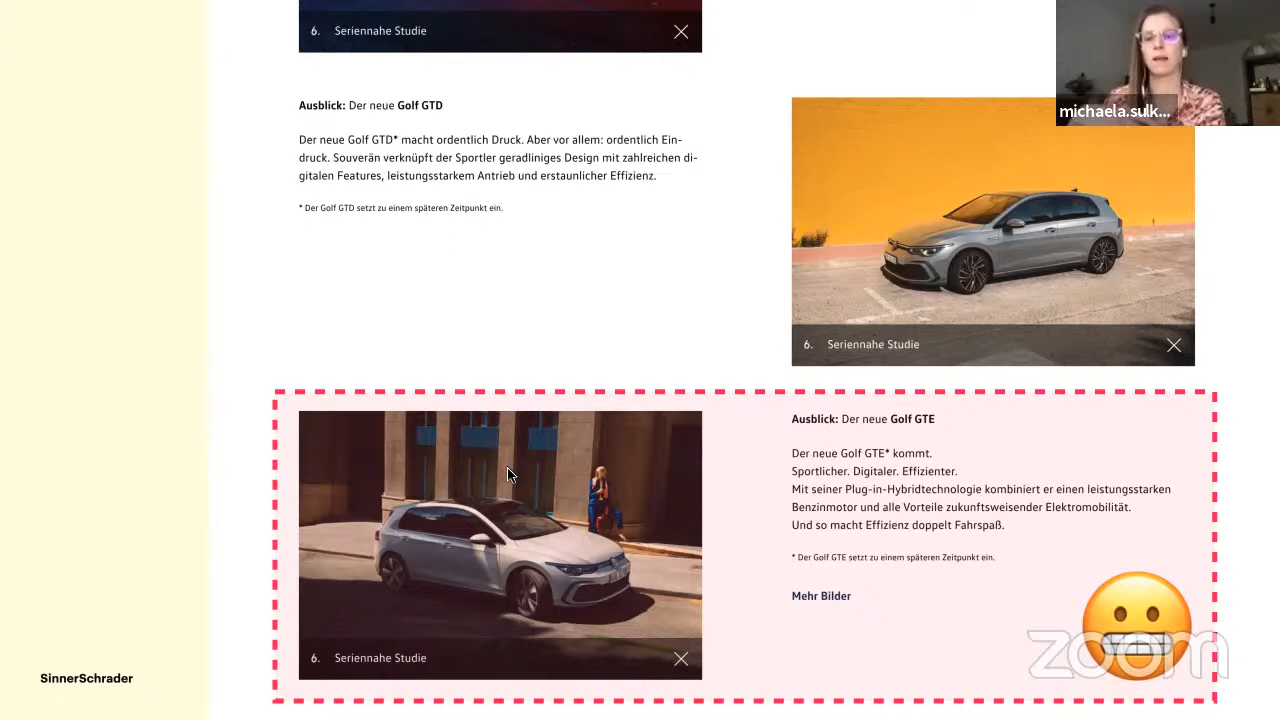 6. Seriennahe Studie
michaela.sulk...
Ausblick: Der neue Golf GTD
Der neue Golf GTD* macht ordentlich Druck. Aber vor allem: ordentlich Ein-
druck. Souverän verknüpft der Sportler geradliniges Design mit zahlreichen di-
gitalen Features, leistungsstarkem Antrieb und erstaunlicher Effizienz.
* Der Golf GTD setzt zu einem späteren Zeitpunkt ein.
6. Seriennahe Studie
Ausblick: Der neue Golf GTE
Der neue Golf GTE* kommt.
Sportlicher. Digitaler. Effizienter.
Mit seiner Plug-in-Hybridtechnologie kombiniert er einen leistungsstarken
Benzinmotor und alle Vorteile zukunftsweisender Elektromobilität.
Und so macht Effizienz doppelt Fahrspaß.
* Der Golf GTE setzt zu einem späteren Zeitpunkt ein.
Mehr Bilder
6. Seriennahe Studie
SinnerSchrader
zoom